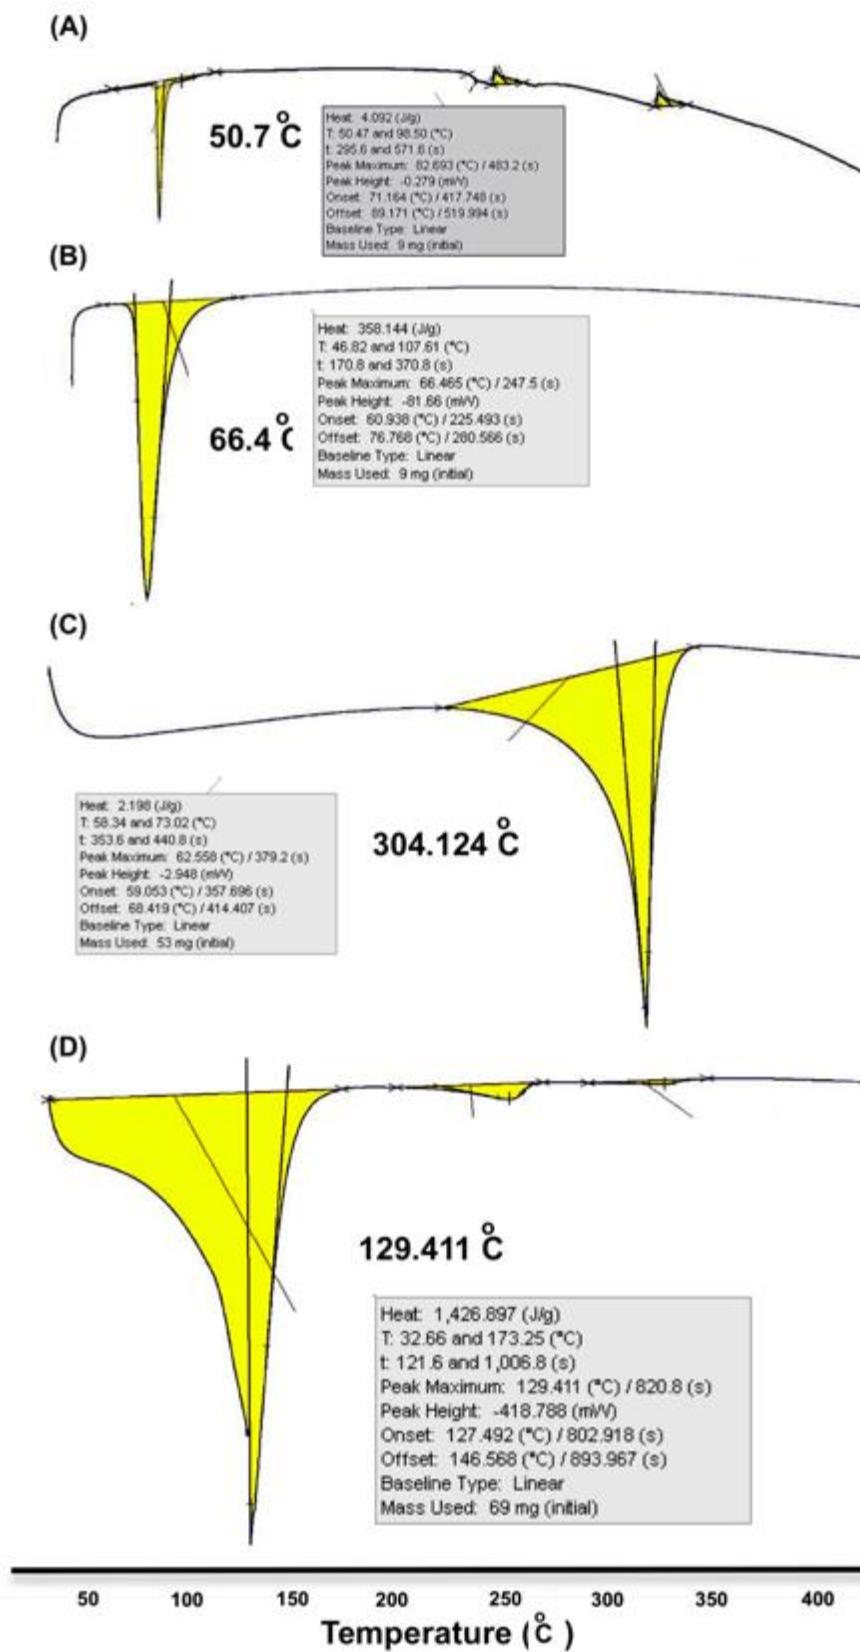 (A)
50.7 °C
Heat: 4.092 (J/g)
T: 50.47 and 98.50 (°C)
t: 295.6 and 571.6 (s)
Peak Maximum: 82.693 (°C) / 483.2 (s)
Peak Height: -0.279 (mW)
Onset: 71.164 (°C) / 417.748 (s)
Offset: 89.171 (°C) / 519.994 (s)
Baseline Type: Linear
Mass Used: 9 mg (initial)
(B)
66.4 °C
Heat: 358.144 (J/g)
T: 46.82 and 107.61 (°C)
t: 170.8 and 370.8 (s)
Peak Maximum: 66.465 (°C) / 247.5 (s)
Peak Height: -81.66 (mW)
Onset: 60.938 (°C) / 225.493 (s)
Offset: 76.768 (°C) / 280.566 (s)
Baseline Type: Linear
Mass Used: 9 mg (initial)
(C)
304.124 °C
Heat: 2.198 (J/g)
T: 58.34 and 73.02 (°C)
t: 353.6 and 440.8 (s)
Peak Maximum: 62.558 (°C) / 379.2 (s)
Peak Height: -2.948 (mW)
Onset: 59.053 (°C) / 357.696 (s)
Offset: 68.419 (°C) / 414.407 (s)
Baseline Type: Linear
Mass Used: 53 mg (initial)
(D)
129.411 °C
Heat: 1,426.897 (J/g)
T: 32.66 and 173.25 (°C)
t: 121.6 and 1,006.8 (s)
Peak Maximum: 129.411 (°C) / 820.8 (s)
Peak Height: -418.788 (mW)
Onset: 127.492 (°C) / 802.918 (s)
Offset: 146.568 (°C) / 893.967 (s)
Baseline Type: Linear
Mass Used: 69 mg (initial)
50 100 150 200 250 300 350 400
Temperature (°C )